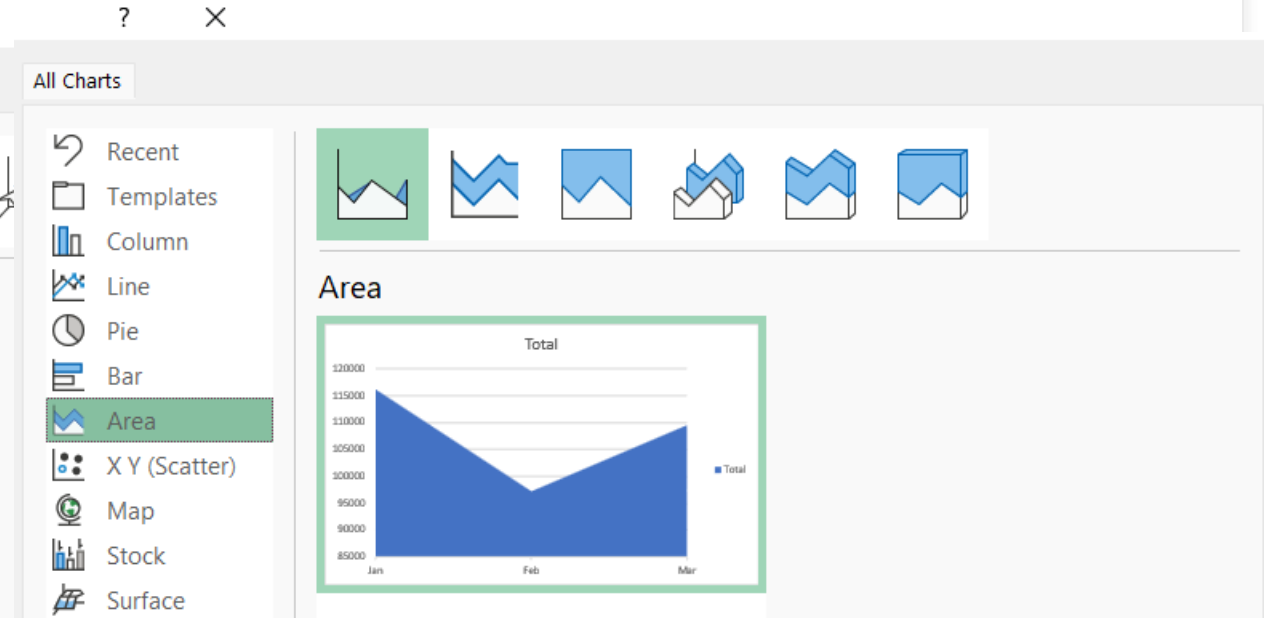 ?
All Charts
Recent
Templates
Column
Line
Pie
Bar
Area
X Y (Scatter)
Map
Stock
Surface
Area
Total
120000
115000
110000
105000
100000
95000
90000
85000
Jan Feb Mar
Total